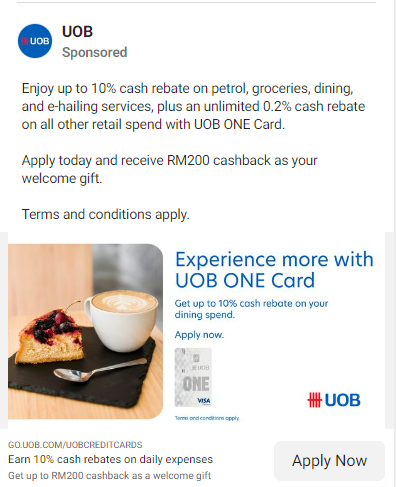 UOB
UOB
Sponsored
Enjoy up to 10% cash rebate on petrol, groceries, dining,
and e-hailing services, plus an unlimited 0.2% cash rebate
on all other retail spend with UOB ONE Card.
Apply today and receive RM200 cashback as your
welcome gift.
Terms and conditions apply.
Experience more with
UOB ONE Card
Get up to 10% cash rebate on your
dining spend.
Apply now.
ONE
VISA
UOB
Terms and conditions apply.
GO.UOB.COM/UOBCREDITCARDS
Earn 10% cash rebates on daily expenses
Get up to RM200 cashback as a welcome gift
Apply Now